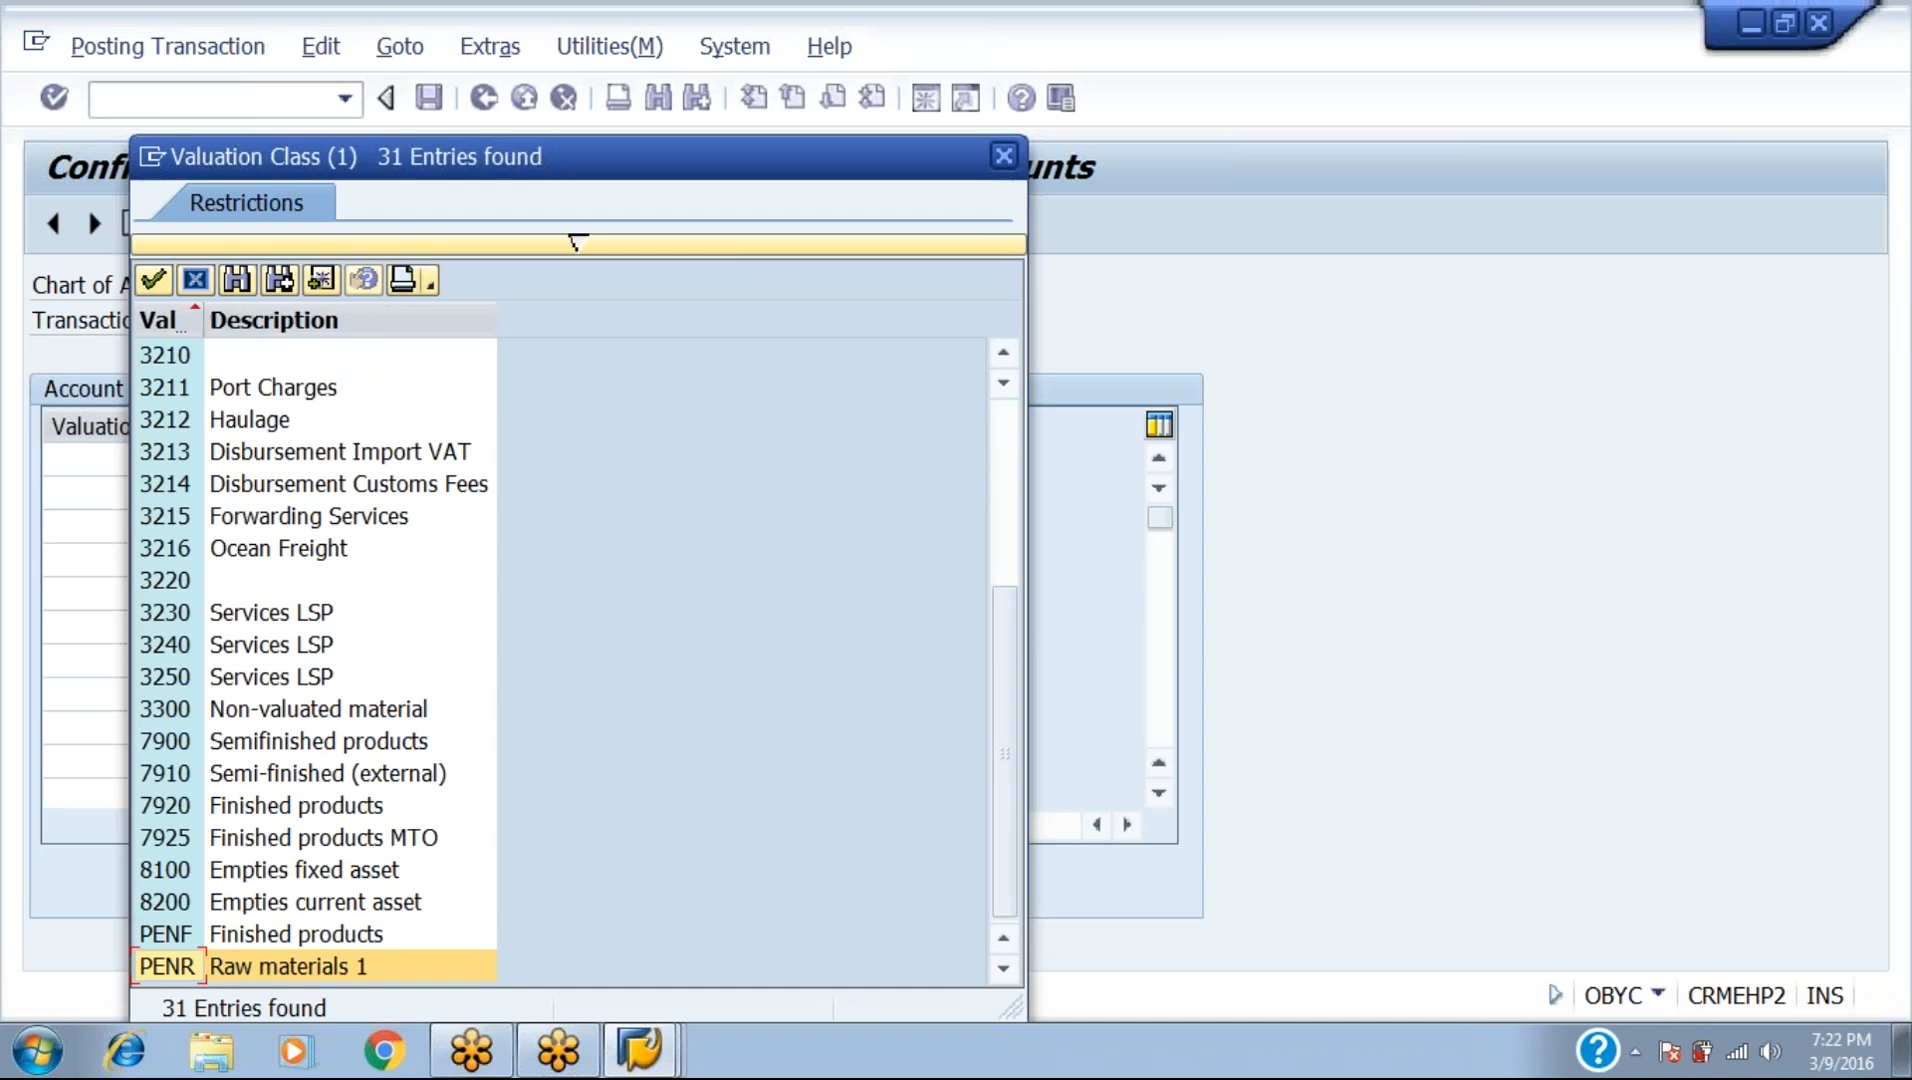 Posting Transaction Edit Goto Extras Utilities(M) System Help
Confi unts
Valuation Class (1) 31 Entries found
Restrictions
Chart of A
Transactio
Account
Valuatio
Val... Description
3210
3211 Port Charges
3212 Haulage
3213 Disbursement Import VAT
3214 Disbursement Customs Fees
3215 Forwarding Services
3216 Ocean Freight
3220
3230 Services LSP
3240 Services LSP
3250 Services LSP
3300 Non-valuated material
7900 Semifinished products
7910 Semi-finished (external)
7920 Finished products
7925 Finished products MTO
8100 Empties fixed asset
8200 Empties current asset
PENF Finished products
PENR Raw materials 1
31 Entries found
OBYC CRMEHP2 INS
7:22 PM
3/9/2016